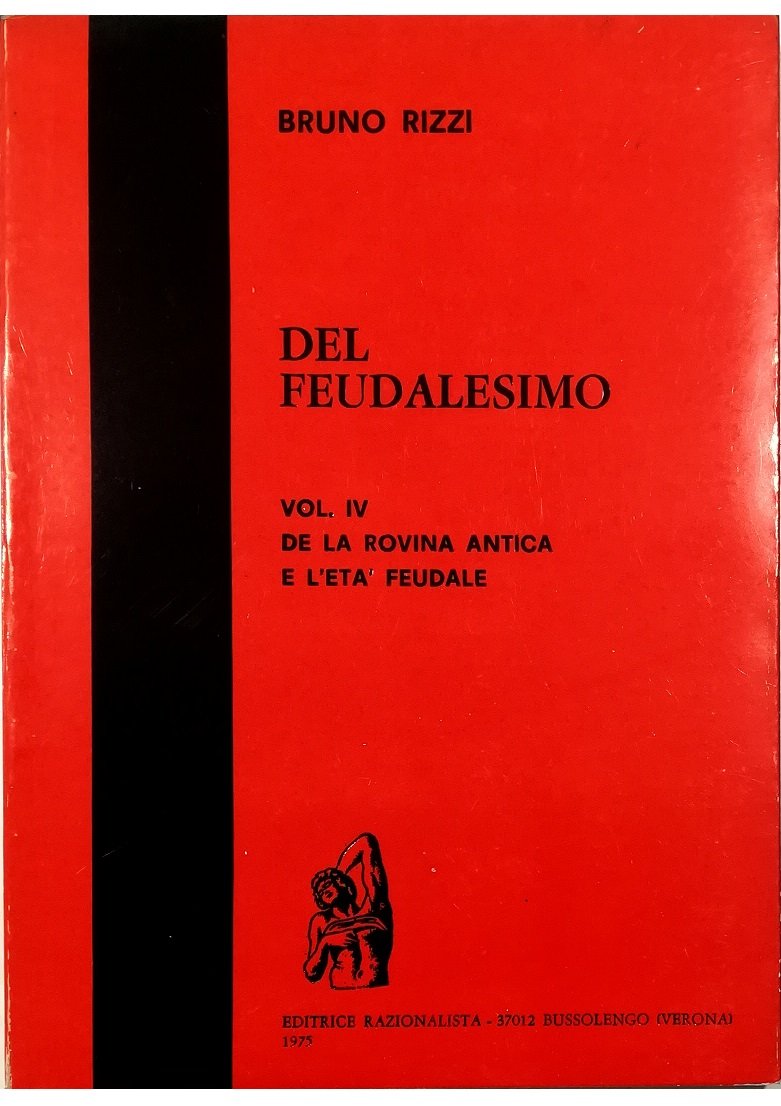 BRUNO RIZZI
DEL
FEUDALESIMO
VOL. IV
DE LA ROVINA ANTICA
E L'ETA' FEUDALE
EDITRICE RAZIONALISTA - 37012 BUSSOLENGO (VERONA)
1975